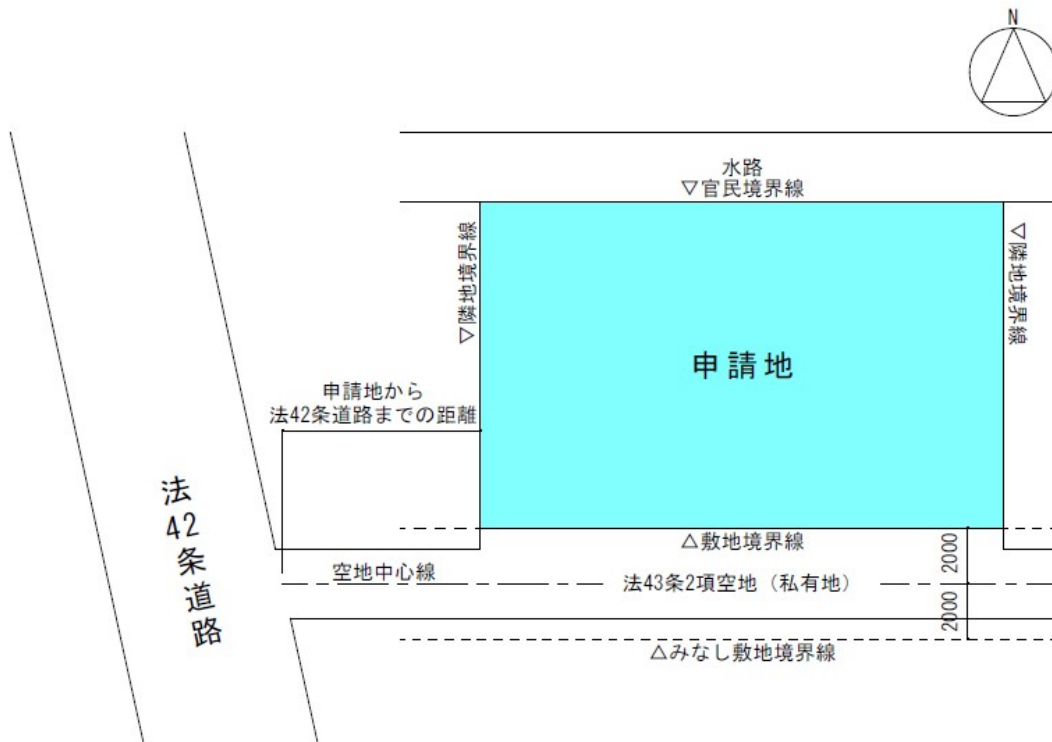 N
水路
▽官民境界線
▽隣地境界線
▽隣地境界線
申請地
申請地から
法42条道路までの距離
法42条道路
△敷地境界線
空地中心線
法43条2項空地（私有地）
2000
2000
△みなし敷地境界線